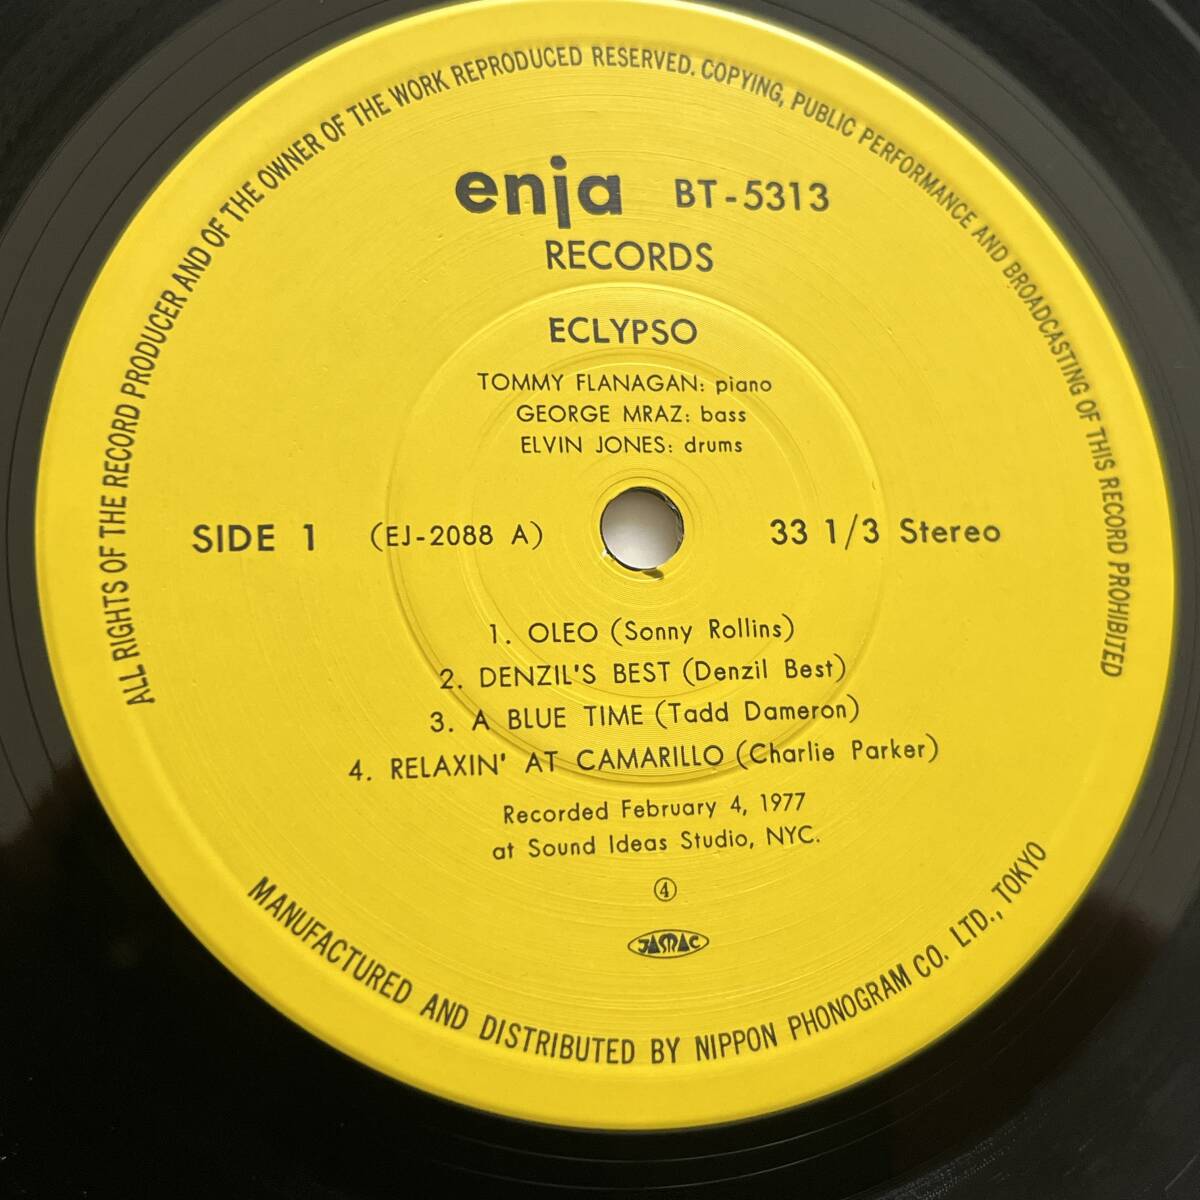 ALL RIGHTS OF THE RECORD PRODUCER AND OF THE OWNER OF THE WORK REPRODUCED RESERVED. COPYING, PUBLIC PERFORMANCE AND BROADCASTING OF THIS RECORD PROHIBITED
enja BT-5313
RECORDS
ECLYPSO
TOMMY FLANAGAN: piano
GEORGE MRAZ: bass
ELVIN JONES: drums
SIDE 1 (EJ-2088 A) 33 1/3 Stereo
1. OLEO (Sonny Rollins)
2. DENZIL'S BEST (Denzil Best)
3. A BLUE TIME (Tadd Dameron)
4. RELAXIN' AT CAMARILLO (Charlie Parker)
Recorded February 4, 1977
at Sound Ideas Studio, NYC.
④
JASMAC
MANUFACTURED AND DISTRIBUTED BY NIPPON PHONOGRAM CO. LTD., TOKYO